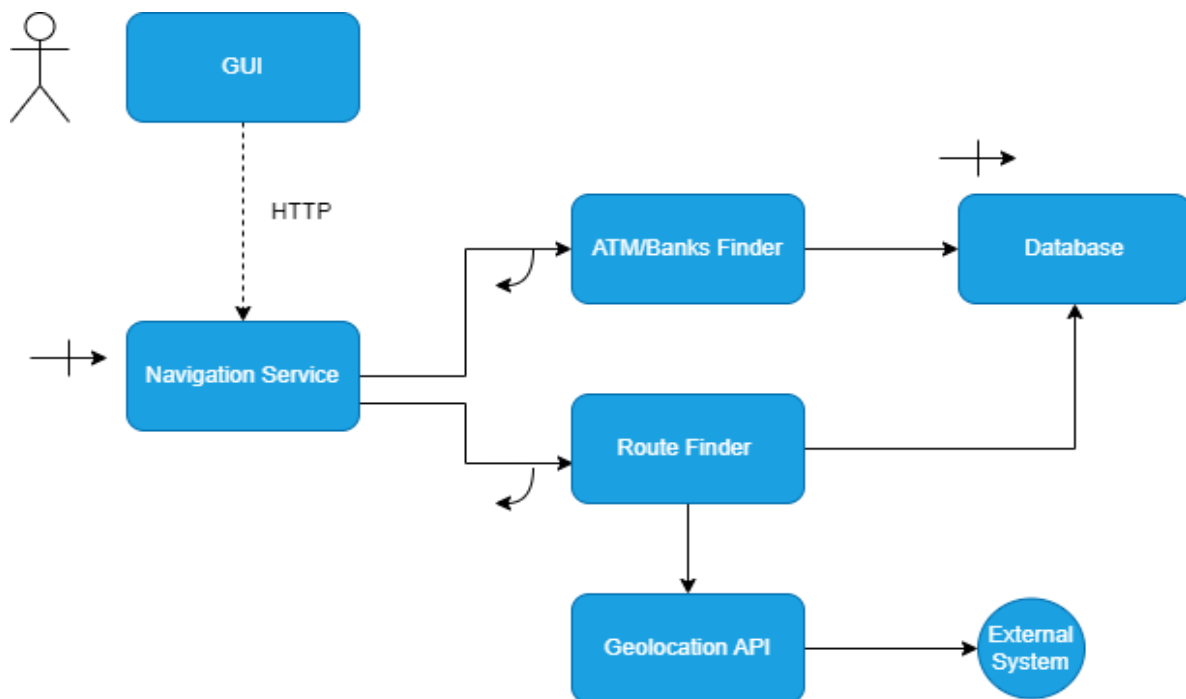 GUI
HTTP
ATM/Banks Finder
Database
Navigation Service
Route Finder
Geolocation API
External
System